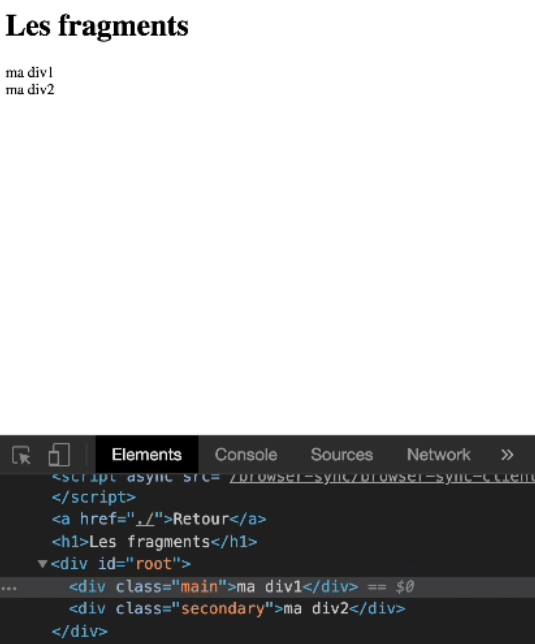 Les fragments
ma div1
ma div2
Elements Console Sources Network »
<script async src="/browser-sync/browser-sync-client
</script>
<a href="./">Retour</a>
<h1>Les fragments</h1>
▼<div id="root">
... <div class="main">ma div1</div> == $0
<div class="secondary">ma div2</div>
</div>